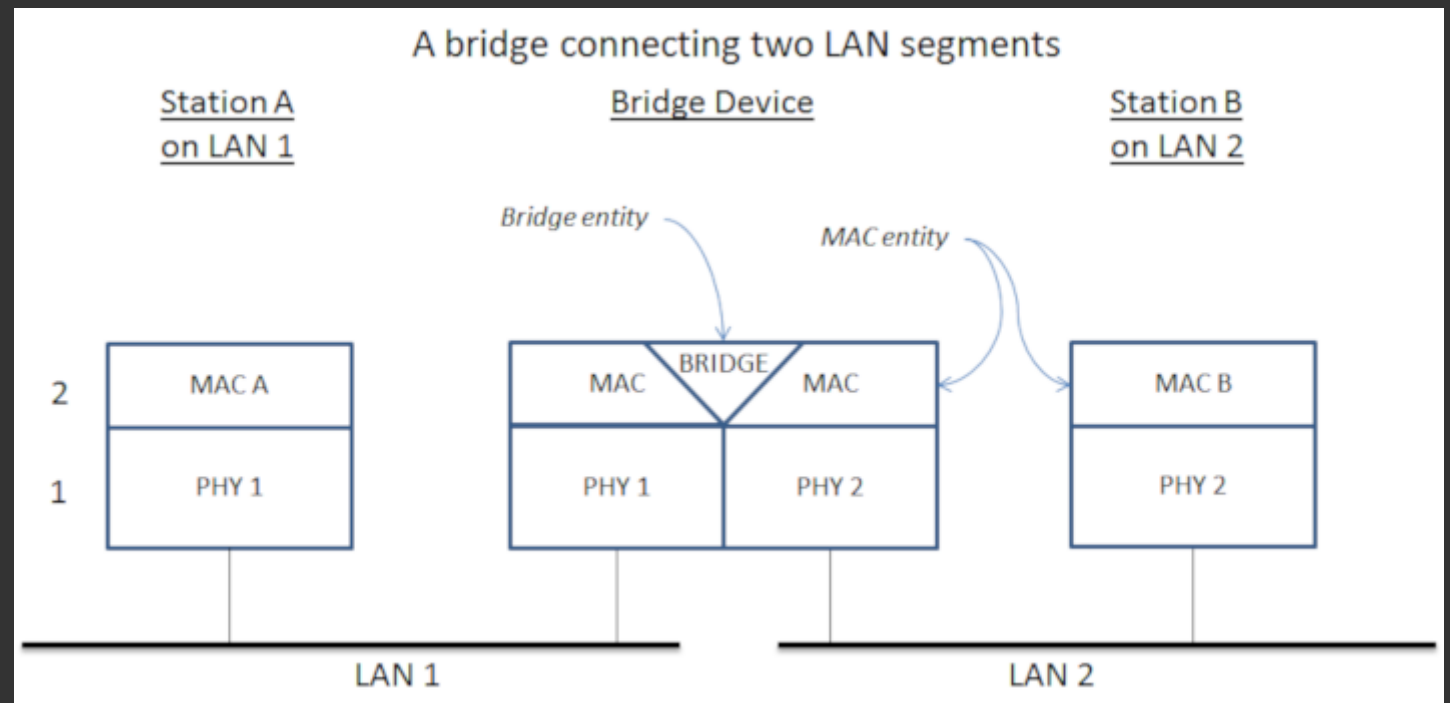 A bridge connecting two LAN segments
Station A
on LAN 1
Bridge Device
Station B
on LAN 2
Bridge entity
MAC entity
2
MAC A
MAC
BRIDGE
MAC
MAC B
1
PHY 1
PHY 1
PHY 2
PHY 2
LAN 1
LAN 2